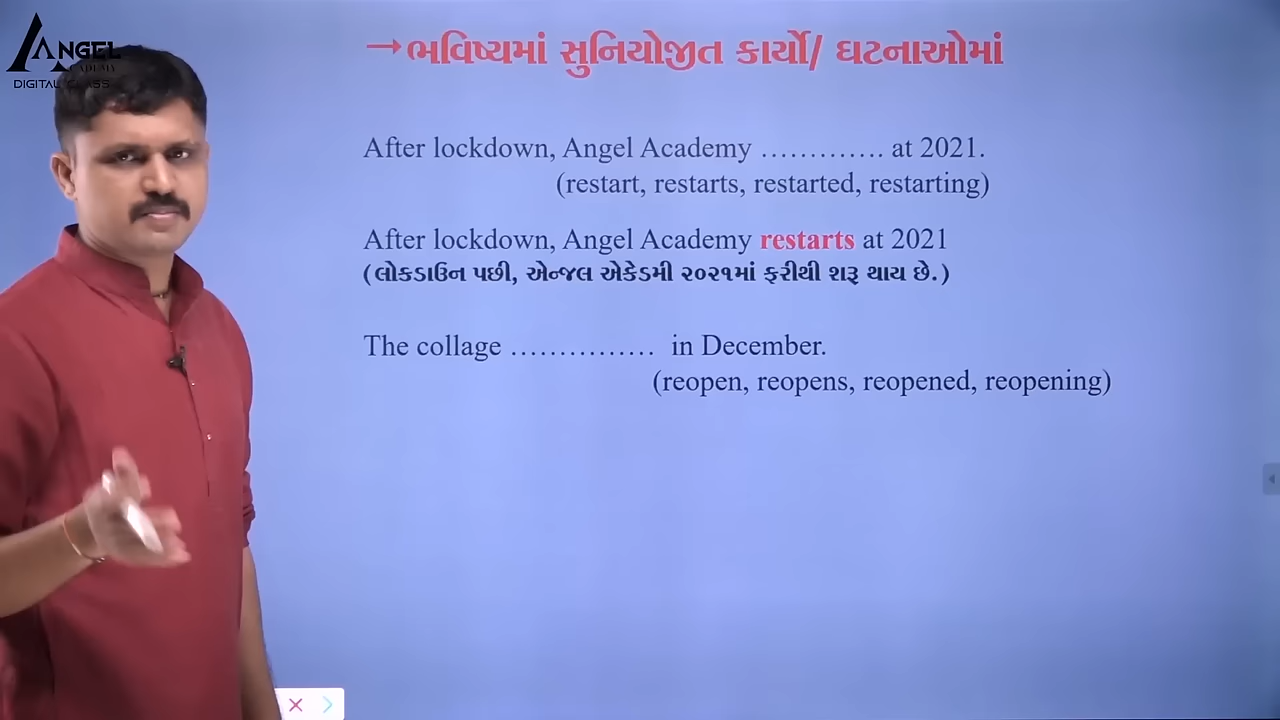 ANGEL
ACADEMY
DIGITAL CLASS
→ભવિષ્યમાં સુનિયોજીત કાર્યો/ ઘટનાઓમાં
After lockdown, Angel Academy …………. at 2021.
(restart, restarts, restarted, restarting)
After lockdown, Angel Academy restarts at 2021
(લોકડાઉન પછી, એન્જલ એકેડમી ૨૦૨૧માં ફરીથી શરૂ થાય છે.)
The collage …………… in December.
(reopen, reopens, reopened, reopening)